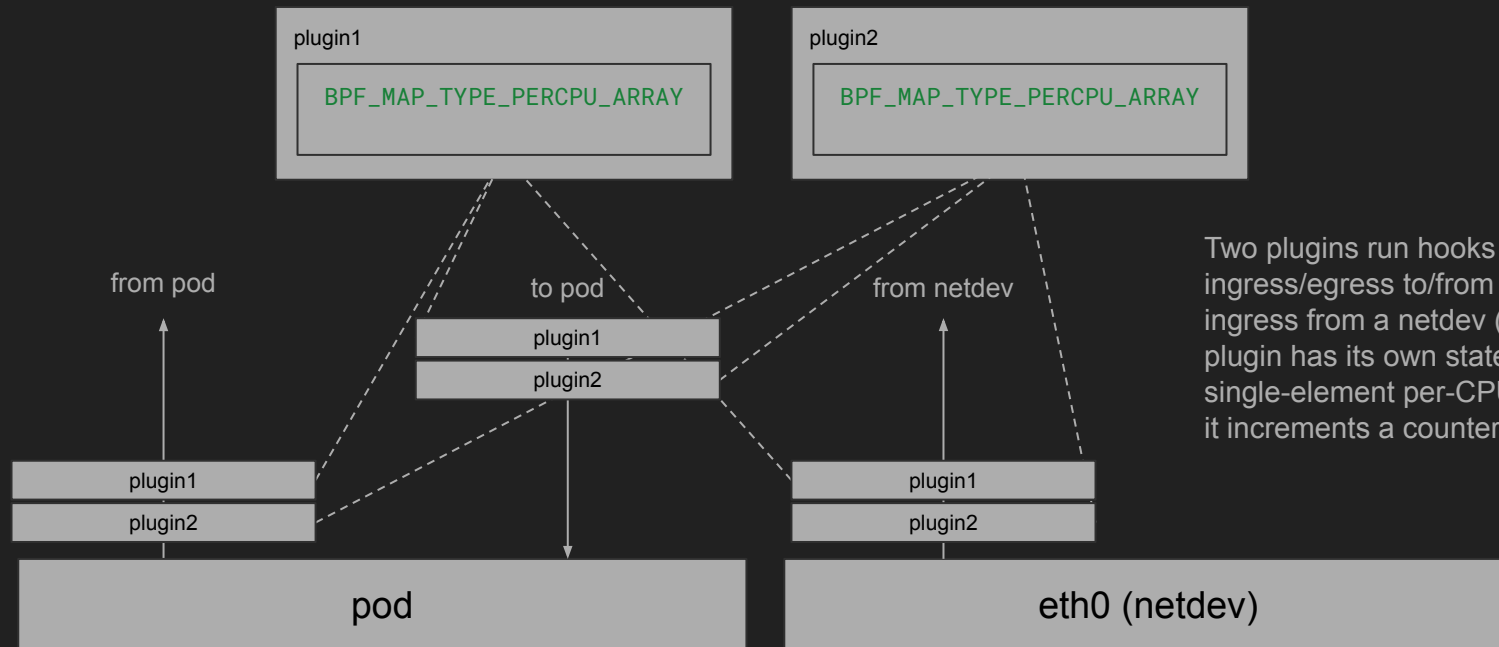 plugin1
BPF_MAP_TYPE_PERCPU_ARRAY
plugin2
BPF_MAP_TYPE_PERCPU_ARRAY
from pod
to pod
from netdev
Two plugins run hooks
ingress/egress to/from
ingress from a netdev (
plugin has its own state
single-element per-CPU
it increments a counter
plugin1
plugin2
plugin1
plugin2
plugin1
plugin2
pod
eth0 (netdev)